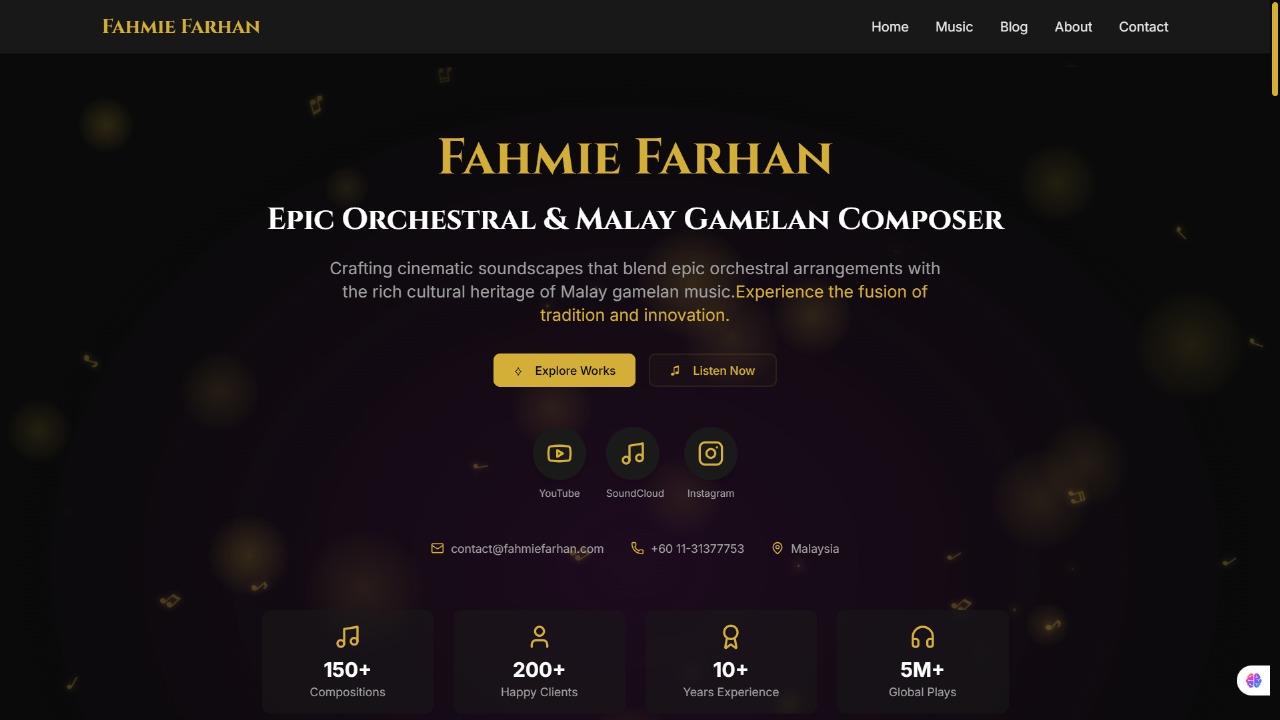 Fahmie Farhan
Home Music Blog About Contact
Fahmie Farhan
Epic Orchestral & Malay Gamelan Composer
Crafting cinematic soundscapes that blend epic orchestral arrangements with
the rich cultural heritage of Malay gamelan music.Experience the fusion of
tradition and innovation.
Explore Works Listen Now
YouTube SoundCloud Instagram
contact@fahmiefarhan.com +60 11-31377753 Malaysia
150+ 200+ 10+ 5M+
Compositions Happy Clients Years Experience Global Plays